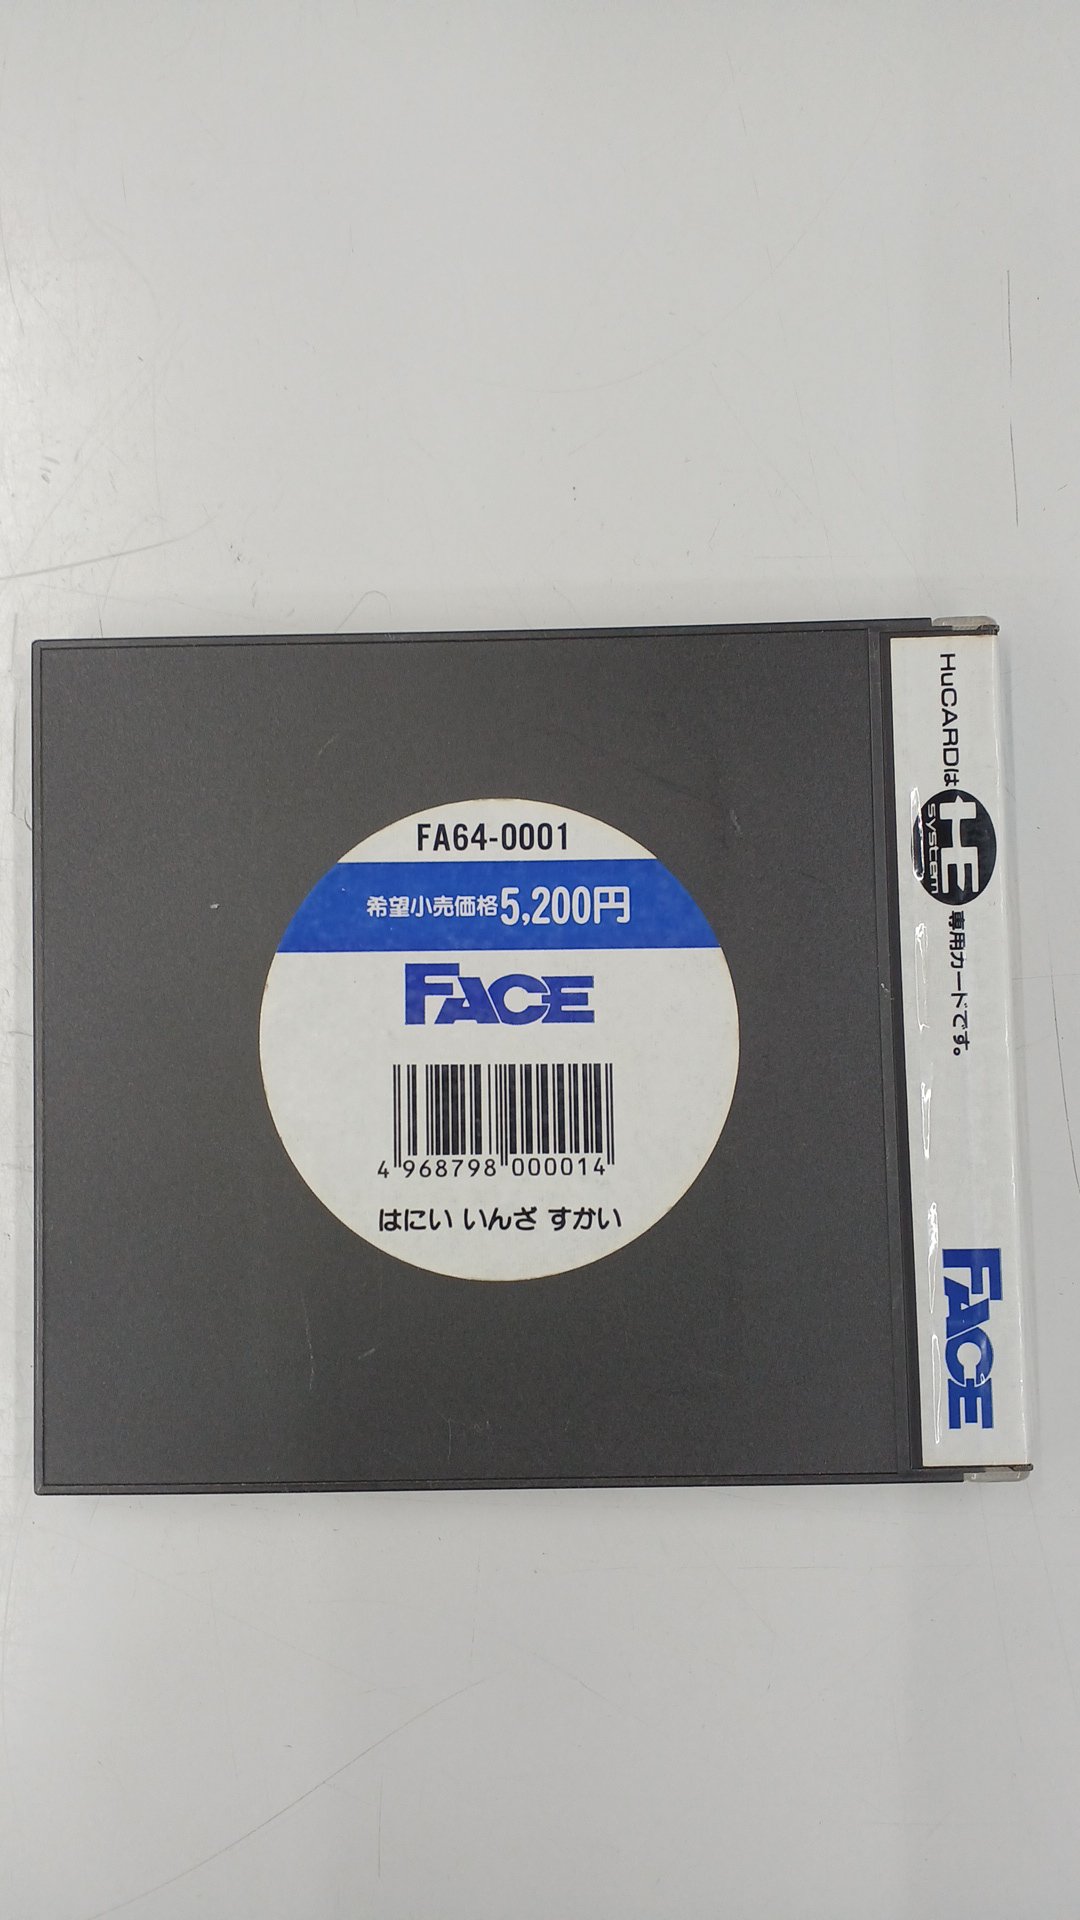 FA64-0001
希望小売価格5,200円
FACE
4 968798 000014
はにい いんざ すかい
HuCARDは HE system 専用カードです。
FACE